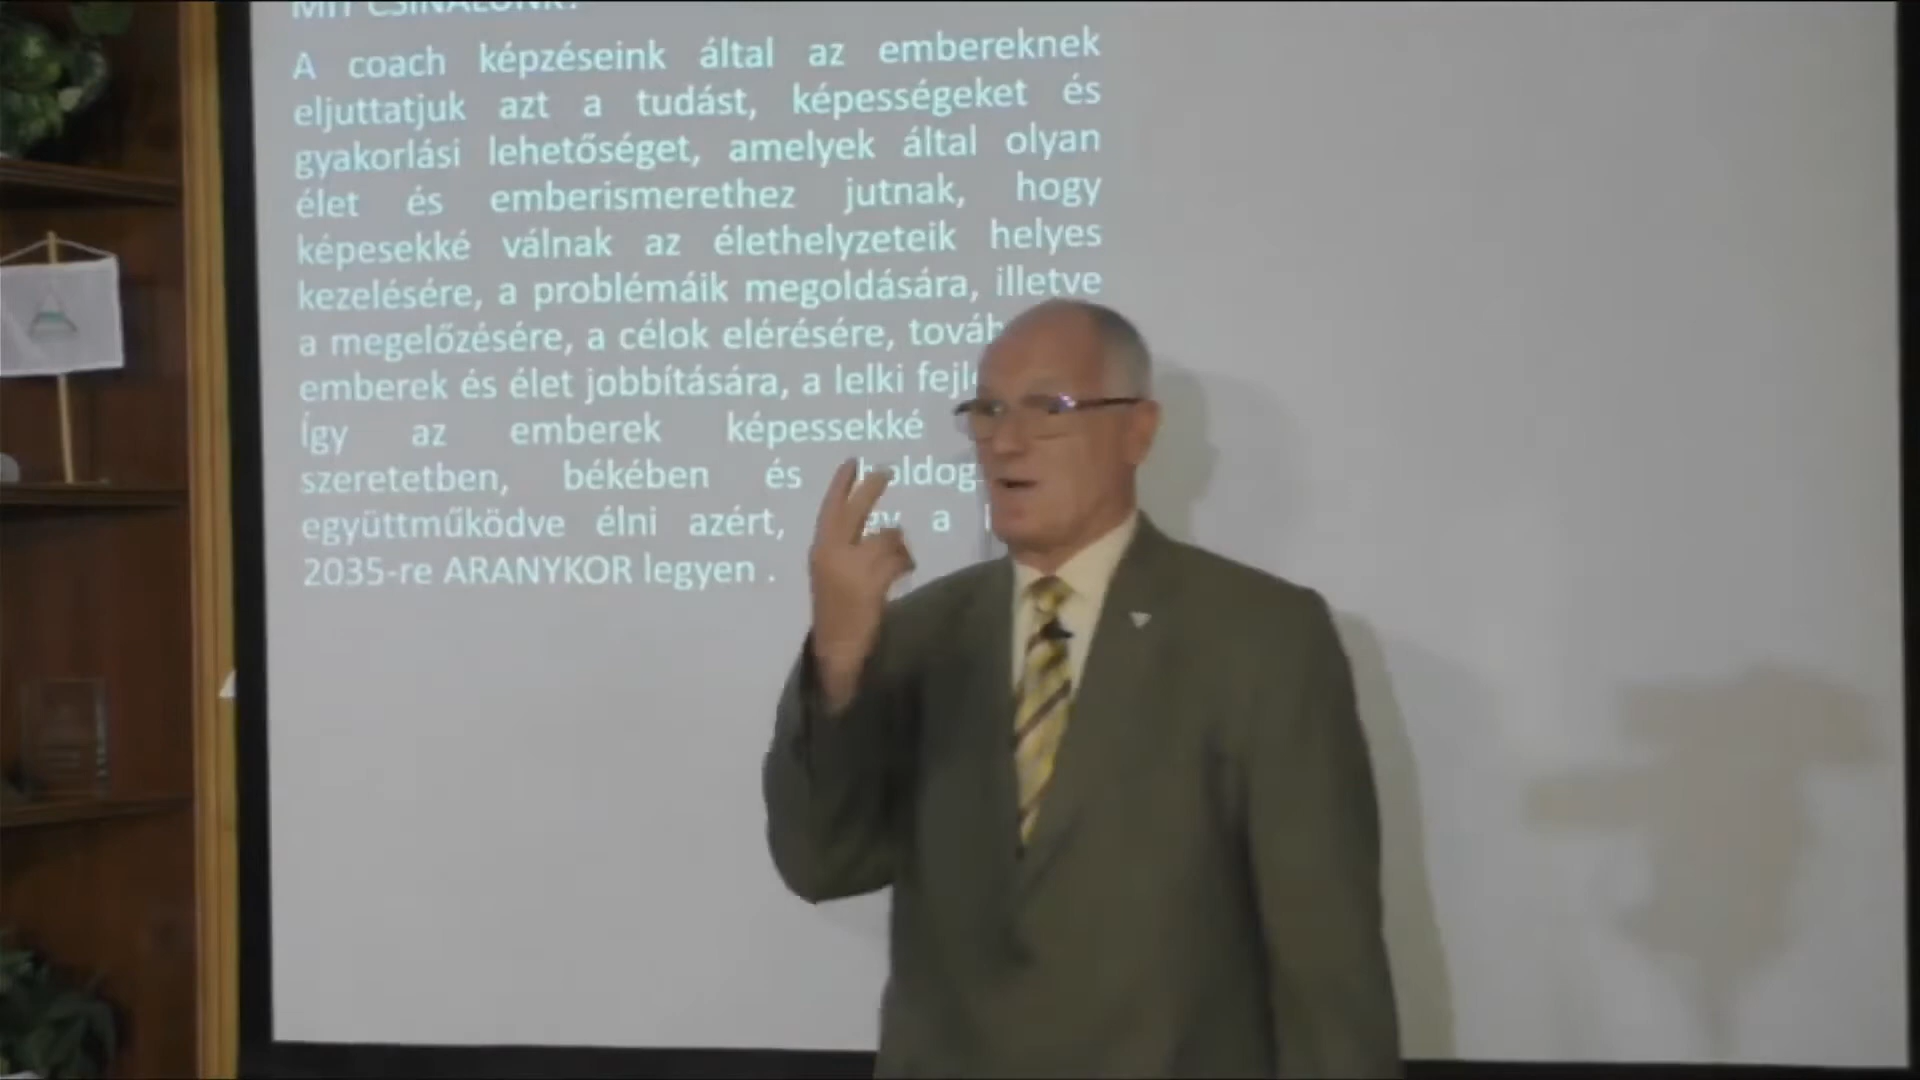 MIT CSINÁLUNK?
A coach képzéseink által az embereknek
eljuttatjuk azt a tudást, képességeket és
gyakorlási lehetőséget, amelyek által olyan
élet és emberismerethez jutnak, hogy
képesekké válnak az élethelyzeteik helyes
kezelésére, a problémáik megoldására, illetve
a megelőzésére, a célok elérésére,
emberek és élet jobbítására, a lelki
Így az emberek képessekké
szeretetben, békében és
együttműködve élni azért, a
2035-re ARANYKOR legyen .